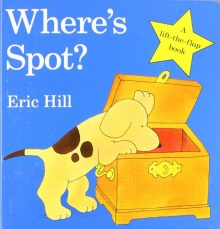 Where's
Spot?
A
lift-the-flap
book
Eric Hill